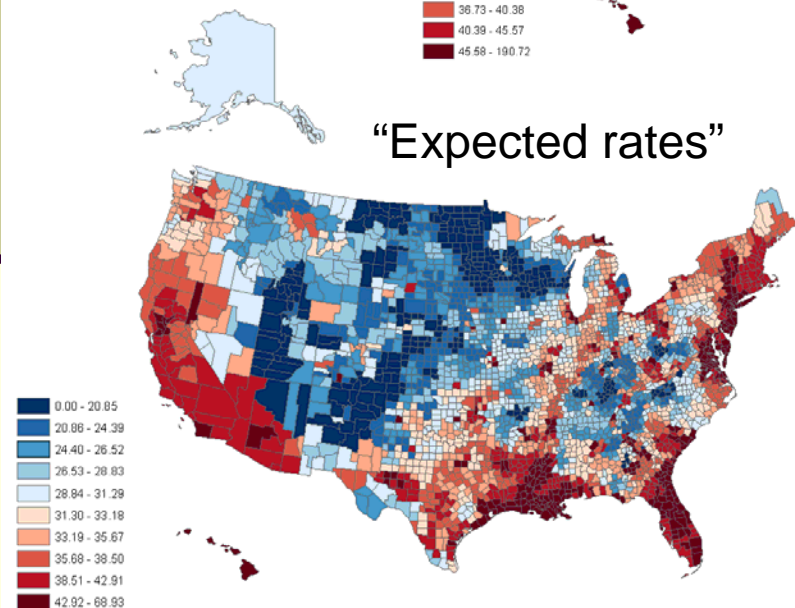 36.73 - 40.38
40.39 - 45.57
45.58 - 190.72
“Expected rates”
0.00 - 20.85
20.86 - 24.39
24.40 - 26.52
26.53 - 28.83
28.84 - 31.29
31.30 - 33.18
33.19 - 35.67
35.68 - 38.50
38.51 - 42.91
42.92 - 68.93